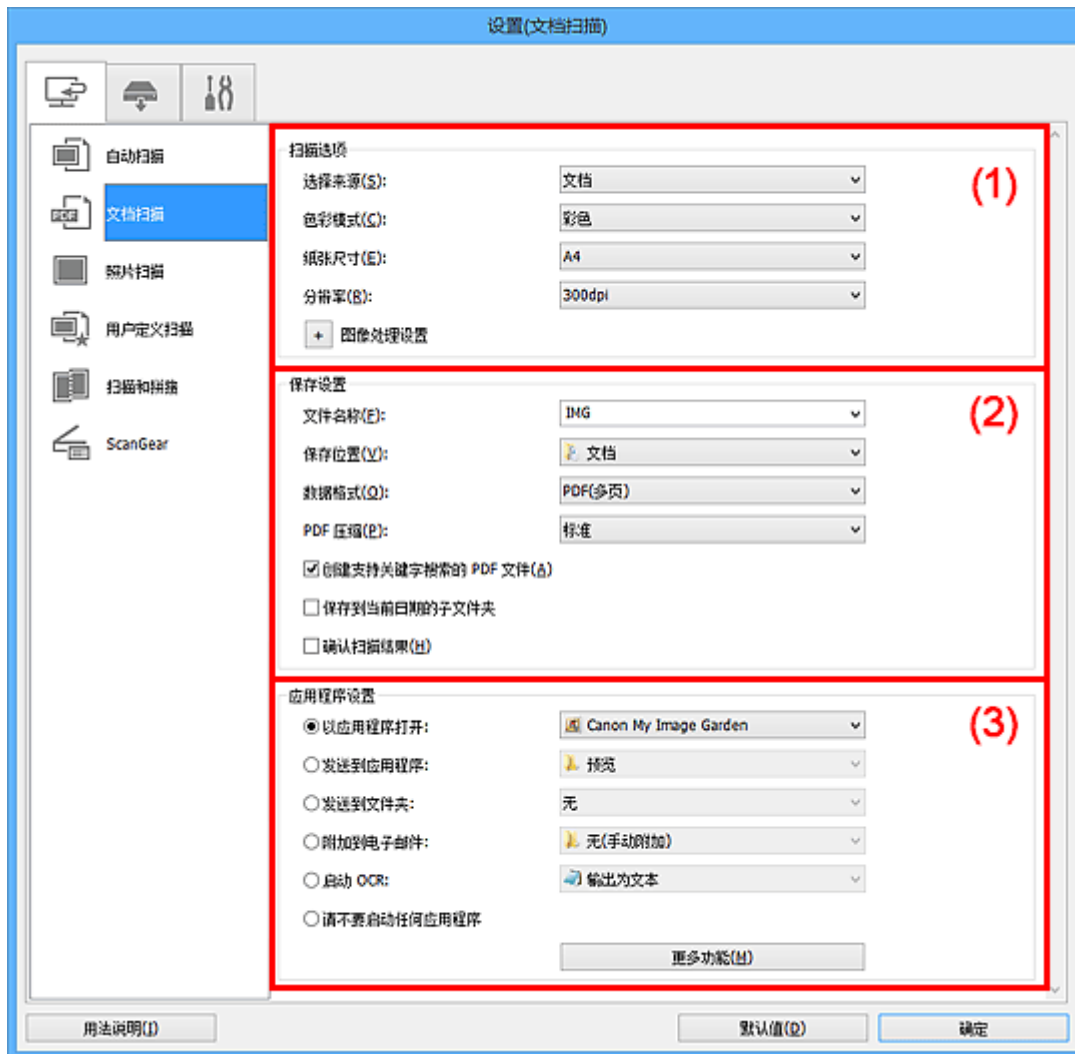 设置(文档扫描)
自动扫描
文档扫描
照片扫描
用户定义扫描
扫描和拼接
ScanGear
扫描选项
(1)
选择来源(S): 文档
色彩模式(C): 彩色
纸张尺寸(E): A4
分辨率(R): 300dpi
+ 图像处理设置
保存设置
(2)
文件名称(F): IMG
保存位置(V): 文档
数据格式(O): PDF(多页)
PDF 压缩(P): 标准
创建支持关键字搜索的 PDF 文件(A)
保存到当前日期的子文件夹
确认扫描结果(H)
应用程序设置
(3)
以应用程序打开: Canon My Image Garden
发送到应用程序: 预览
发送到文件夹: 无
附加到电子邮件: 无(手动附加)
启动 OCR: 输出为文本
请不要启动任何应用程序
更多功能(M)
用法说明(I) 默认值(D) 确定
PDF